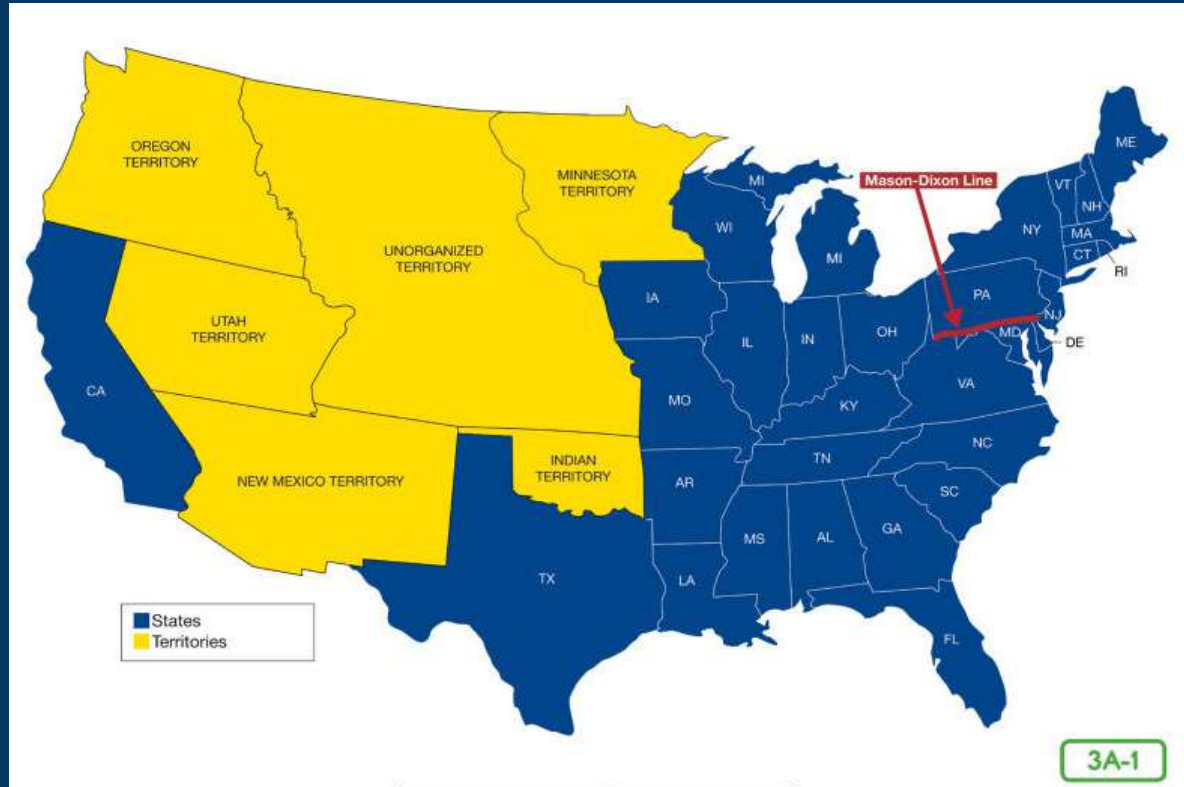 OREGON
TERRITORY
MINNESOTA
TERRITORY
UNORGANIZED
TERRITORY
UTAH
TERRITORY
NEW MEXICO TERRITORY
INDIAN
TERRITORY
Mason-Dixon Line
ME
VT
NH
MA
CT
RI
NY
MI
WI
MI
PA
NJ
MD
DE
IA
IL
IN
OH
CA
MO
KY
VA
NC
TN
SC
AR
MS
AL
GA
TX
LA
FL
States
Territories
3A-1